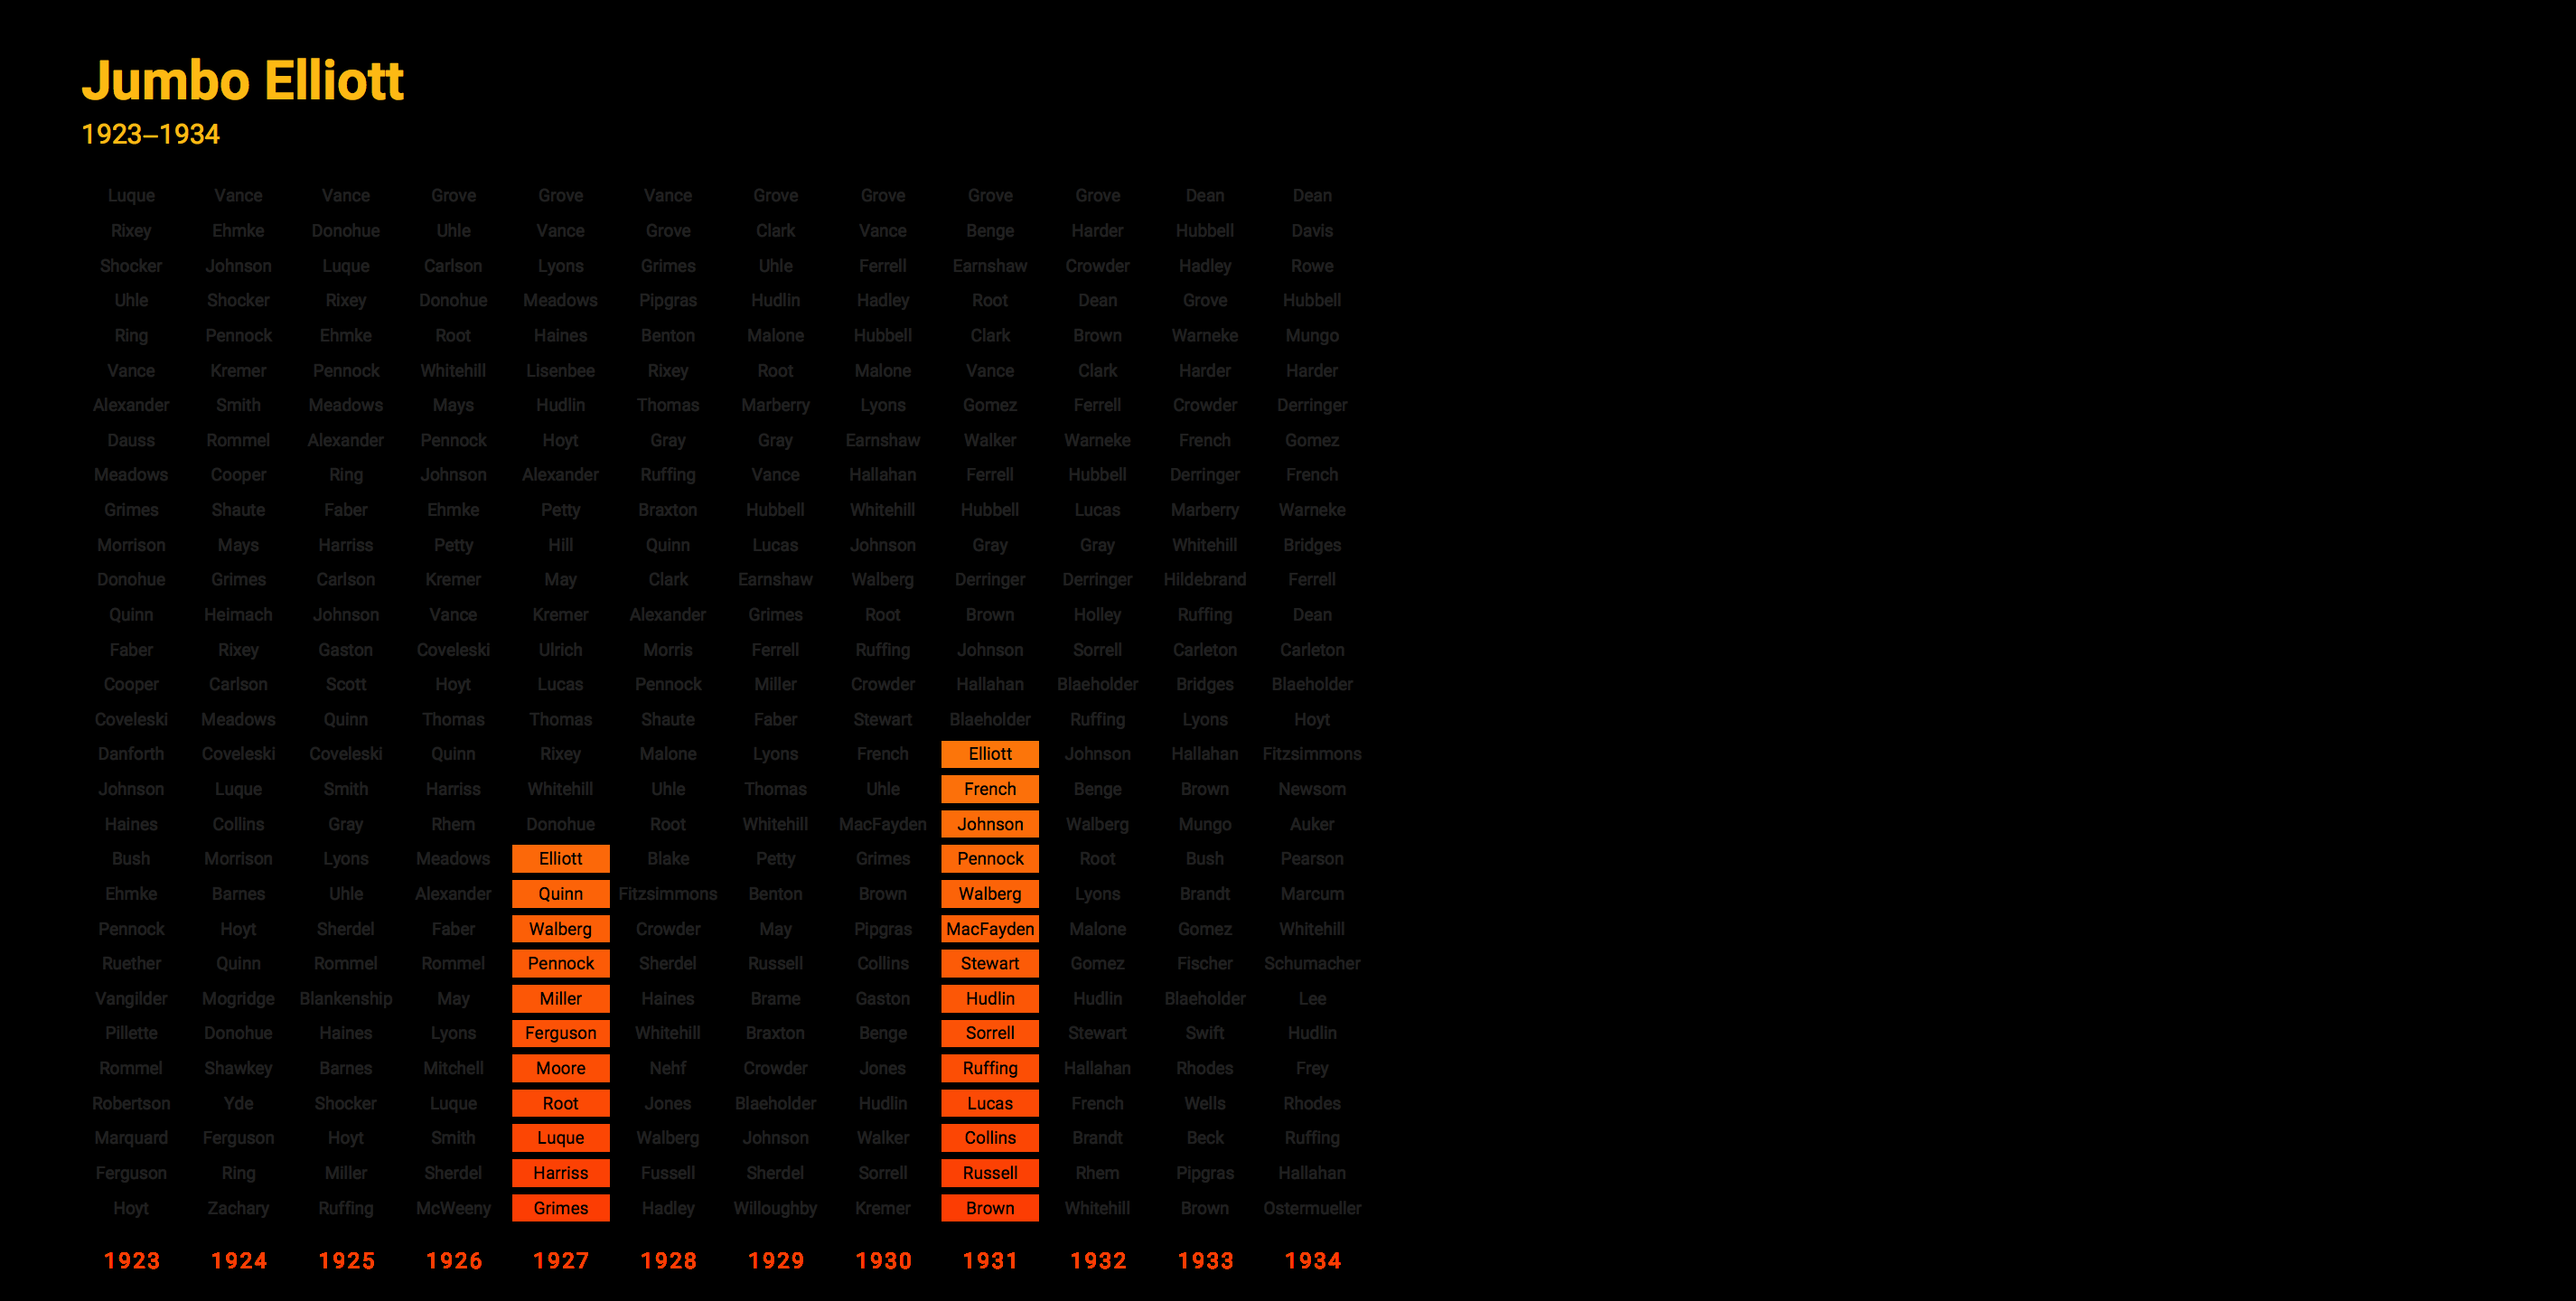 Jumbo Elliott
1923–1934
Luque Vance Vance Grove Grove Vance Grove Grove Grove Grove Dean Dean
Rixey Ehmke Donohue Uhle Vance Grove Clark Vance Benge Harder Hubbell Davis
Shocker Johnson Luque Carlson Lyons Grimes Uhle Ferrell Earnshaw Crowder Hadley Rowe
Uhle Shocker Rixey Donohue Meadows Pipgras Hudlin Hadley Root Dean Grove Hubbell
Ring Pennock Ehmke Root Haines Benton Malone Hubbell Clark Brown Warneke Mungo
Vance Kremer Pennock Whitehill Lisenbee Rixey Root Malone Vance Clark Harder Harder
Alexander Smith Meadows Mays Hudlin Thomas Marberry Lyons Gomez Ferrell Crowder Derringer
Dauss Rommel Alexander Pennock Hoyt Gray Gray Earnshaw Walker Warneke French Gomez
Meadows Cooper Ring Johnson Alexander Ruffing Vance Hallahan Ferrell Hubbell Derringer French
Grimes Shaute Faber Ehmke Petty Braxton Hubbell Whitehill Hubbell Lucas Marberry Warneke
Morrison Mays Harriss Petty Hill Quinn Lucas Johnson Gray Gray Whitehill Bridges
Donohue Grimes Carlson Kremer May Clark Earnshaw Walberg Derringer Derringer Hildebrand Ferrell
Quinn Heimach Johnson Vance Kremer Alexander Grimes Root Brown Holley Ruffing Dean
Faber Rixey Gaston Coveleski Ulrich Morris Ferrell Ruffing Johnson Sorrell Carleton Carleton
Cooper Carlson Scott Hoyt Lucas Pennock Miller Crowder Hallahan Blaeholder Bridges Blaeholder
Coveleski Meadows Quinn Thomas Thomas Shaute Faber Stewart Blaeholder Ruffing Lyons Hoyt
Danforth Coveleski Coveleski Quinn Rixey Malone Lyons French Elliott Johnson Hallahan Fitzsimmons
Johnson Luque Smith Harriss Whitehill Uhle Thomas Uhle French Benge Brown Newsom
Haines Collins Gray Rhem Donohue Root Whitehill MacFayden Johnson Walberg Mungo Auker
Bush Morrison Lyons Meadows Elliott Blake Petty Grimes Pennock Root Bush Pearson
Ehmke Barnes Uhle Alexander Quinn Fitzsimmons Benton Brown Walberg Lyons Brandt Marcum
Pennock Hoyt Sherdel Faber Walberg Crowder May Pipgras MacFayden Malone Gomez Whitehill
Ruether Quinn Rommel Rommel Pennock Sherdel Russell Collins Stewart Gomez Fischer Schumacher
Vangilder Mogridge Blankenship May Miller Haines Brame Gaston Hudlin Hudlin Blaeholder Lee
Pillette Donohue Haines Lyons Ferguson Whitehill Braxton Benge Sorrell Stewart Swift Hudlin
Rommel Shawkey Barnes Mitchell Moore Nehf Crowder Jones Ruffing Hallahan Rhodes Frey
Robertson Yde Shocker Luque Root Jones Blaeholder Hudlin Lucas French Wells Rhodes
Marquard Ferguson Hoyt Smith Luque Walberg Johnson Walker Collins Brandt Beck Ruffing
Ferguson Ring Miller Sherdel Harriss Fussell Sherdel Sorrell Russell Rhem Pipgras Hallahan
Hoyt Zachary Ruffing McWeeny Grimes Hadley Willoughby Kremer Brown Whitehill Brown Ostermueller
1923 1924 1925 1926 1927 1928 1929 1930 1931 1932 1933 1934